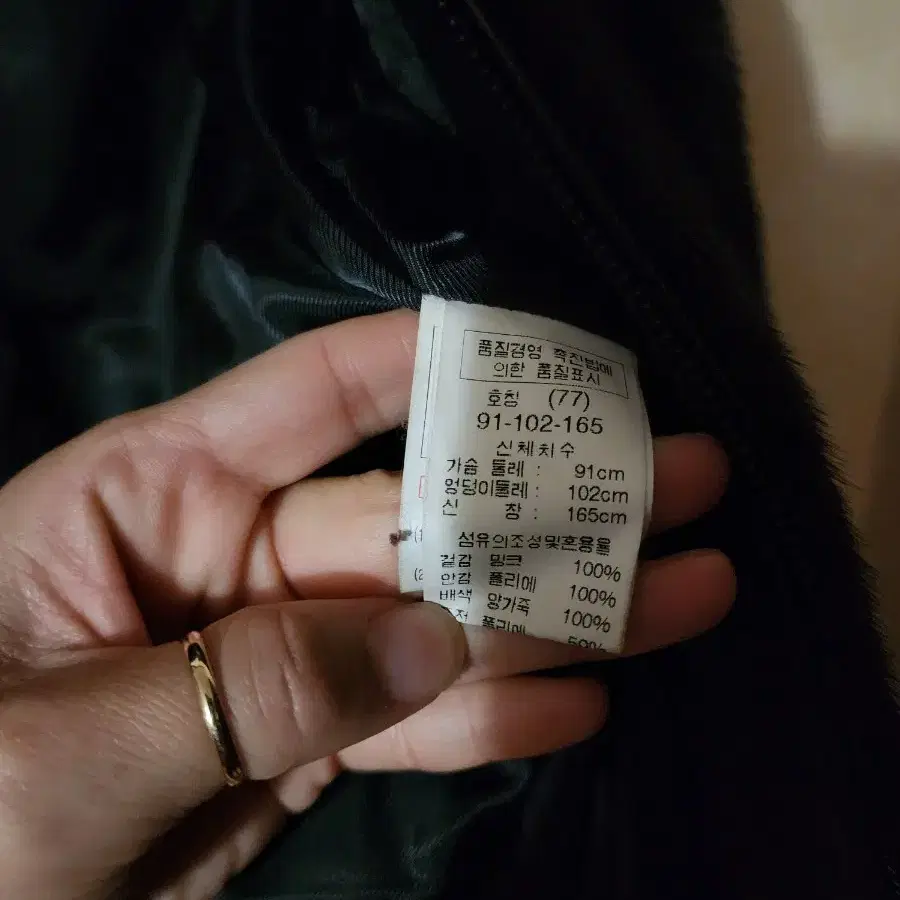 품질경영 촉진법에
의한 품질표시
호칭 (77)
91-102-165
신체치수
가슴 둘레 : 91cm
엉덩이둘레 : 102cm
신 장 : 165cm
섬유의조성및혼용율
겉감 밍크 100%
안감 폴리에 100%
배색 양가죽 100%
폴리에 59%
(1
(2